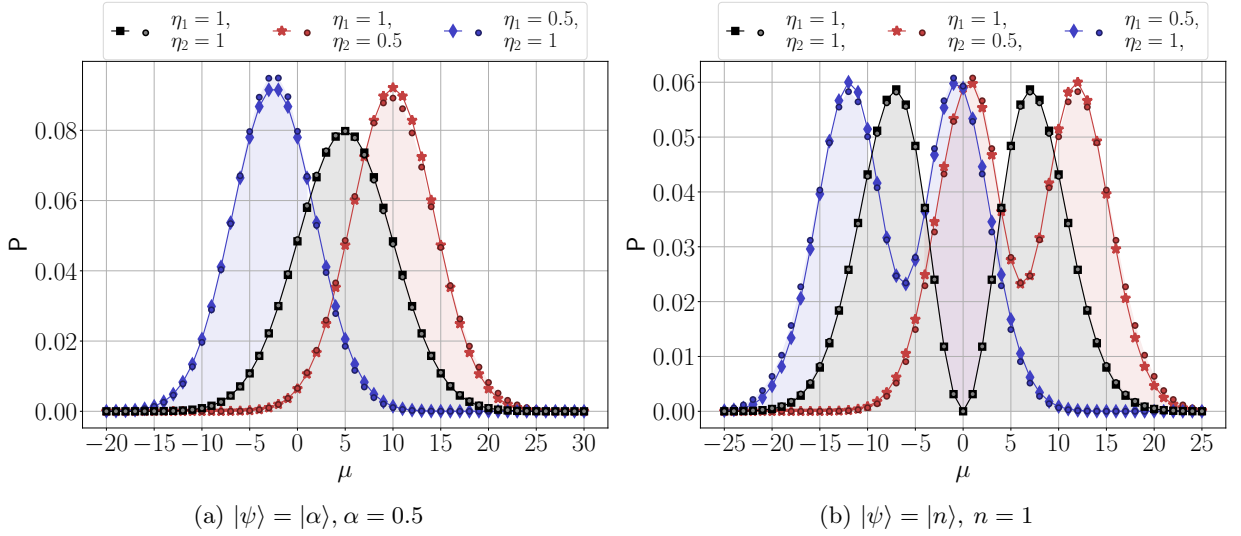 η₁ = 1, η₁ = 1, η₁ = 0.5,
η₂ = 1 η₂ = 0.5 η₂ = 1
P
0.08
0.06
0.04
0.02
0.00
−20 −15 −10 −5 0 5 10 15 20 25 30
μ
(a) |ψ⟩ = |α⟩, α = 0.5
η₁ = 1, η₁ = 1, η₁ = 0.5,
η₂ = 1, η₂ = 0.5, η₂ = 1,
P
0.06
0.05
0.04
0.03
0.02
0.01
0.00
−25 −20 −15 −10 −5 0 5 10 15 20 25
μ
(b) |ψ⟩ = |n⟩, n = 1